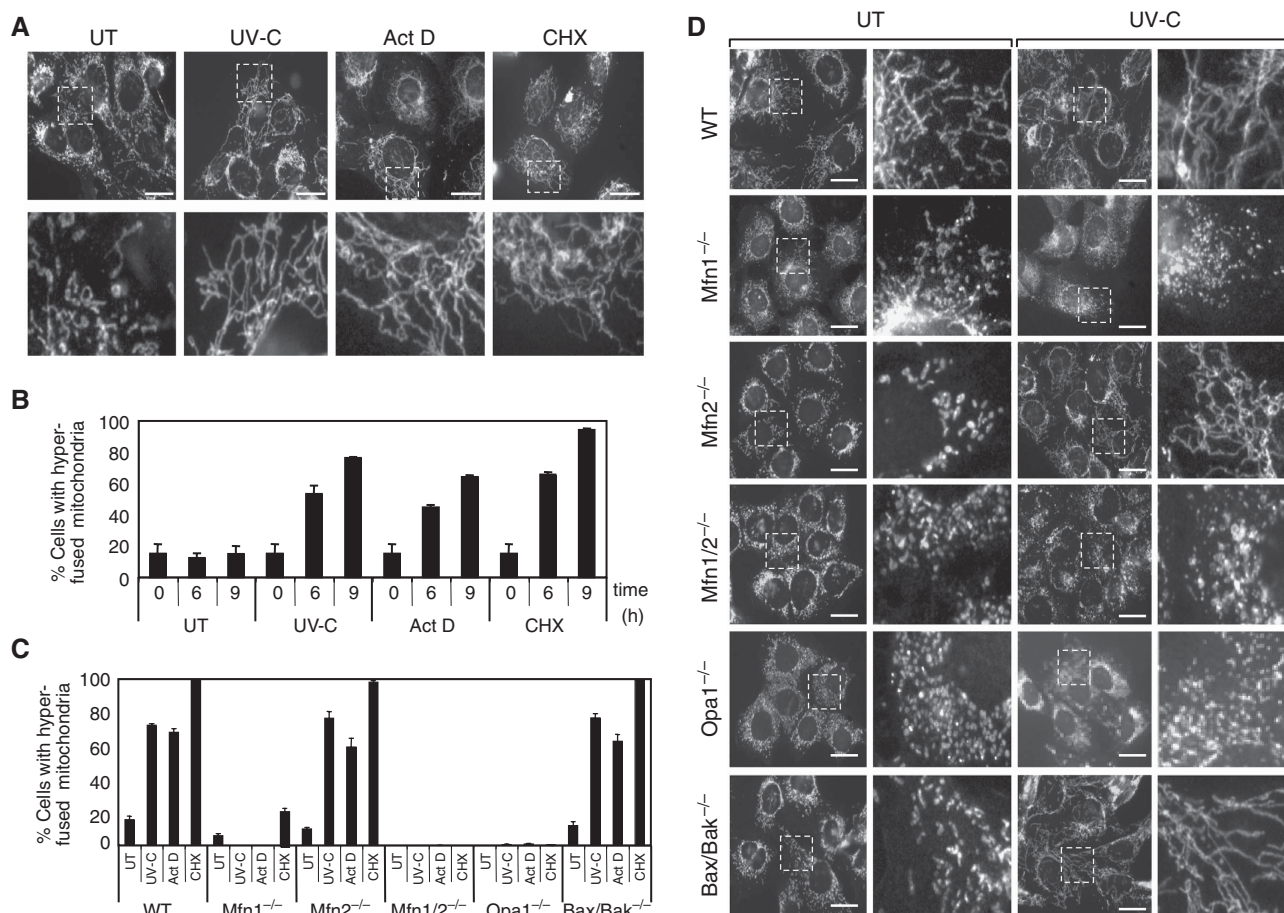 A
UT UV-C Act D CHX
B
% Cells with hyper-
fused mitochondria
100
80
60
40
20
0
0 6 9 0 6 9 0 6 9 0 6 9 time
(h)
UT UV-C Act D CHX
C
% Cells with hyper-
fused mitochondria
100
80
60
40
20
0
UT UV-C Act D CHX UT UV-C Act D CHX UT UV-C Act D CHX UT UV-C Act D CHX UT UV-C Act D CHX UT UV-C Act D CHX
WT Mfn1–/– Mfn2–/– Mfn1/2–/– Opa1–/– Bax/Bak–/–
D
UT UV-C
WT
Mfn1–/–
Mfn2–/–
Mfn1/2–/–
Opa1–/–
Bax/Bak–/–